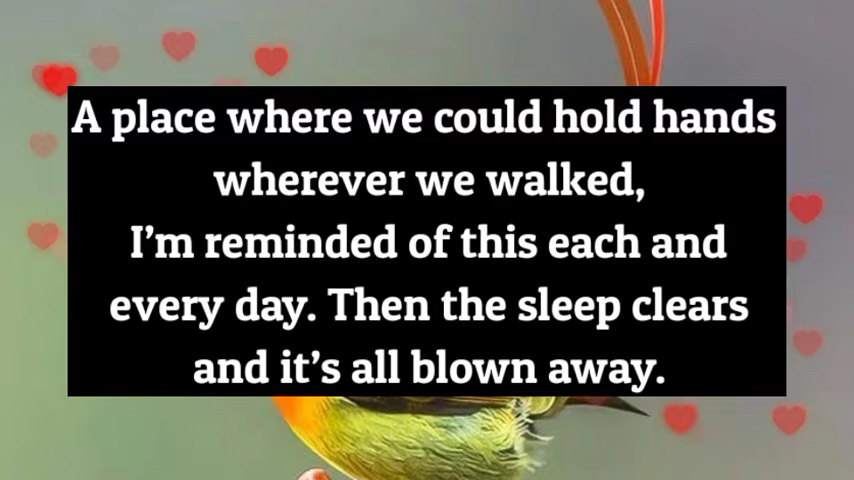 A place where we could hold hands
wherever we walked,
I’m reminded of this each and
every day. Then the sleep clears
and it’s all blown away.